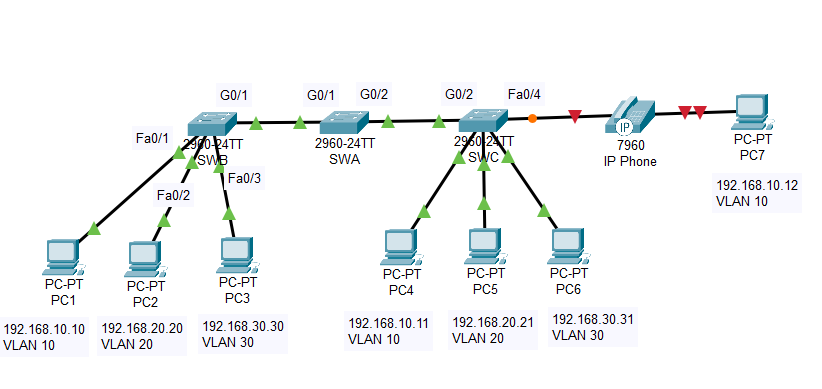 G0/1
G0/1
G0/2
G0/2
Fa0/4
Fa0/1
2960-24TT
SWB
2960-24TT
SWA
2960-24TT
SWC
IP
7960
IP Phone
PC-PT
PC7
192.168.10.12
VLAN 10
Fa0/2
Fa0/3
PC-PT
PC1
PC-PT
PC2
PC-PT
PC3
PC-PT
PC4
PC-PT
PC5
PC-PT
PC6
192.168.10.10
VLAN 10
192.168.20.20
VLAN 20
192.168.30.30
VLAN 30
192.168.10.11
VLAN 10
192.168.20.21
VLAN 20
192.168.30.31
VLAN 30